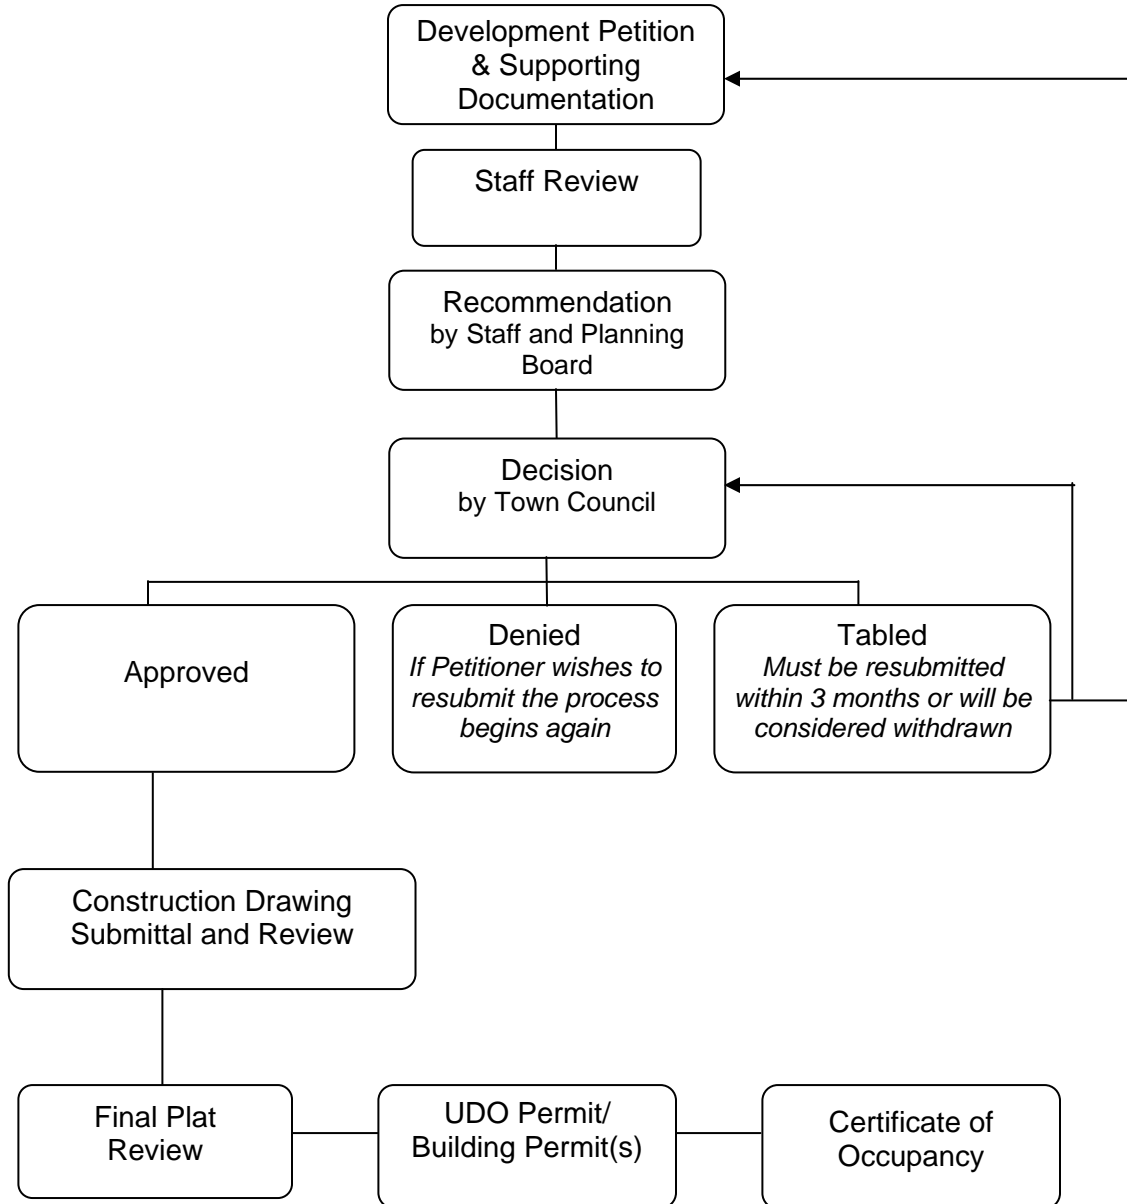 Development Petition
& Supporting
Documentation
Staff Review
Recommendation
by Staff and Planning
Board
Decision
by Town Council
Approved
Denied
If Petitioner wishes to
resubmit the process
begins again
Tabled
Must be resubmitted
within 3 months or will be
considered withdrawn
Construction Drawing
Submittal and Review
Final Plat
Review
UDO Permit/
Building Permit(s)
Certificate of
Occupancy